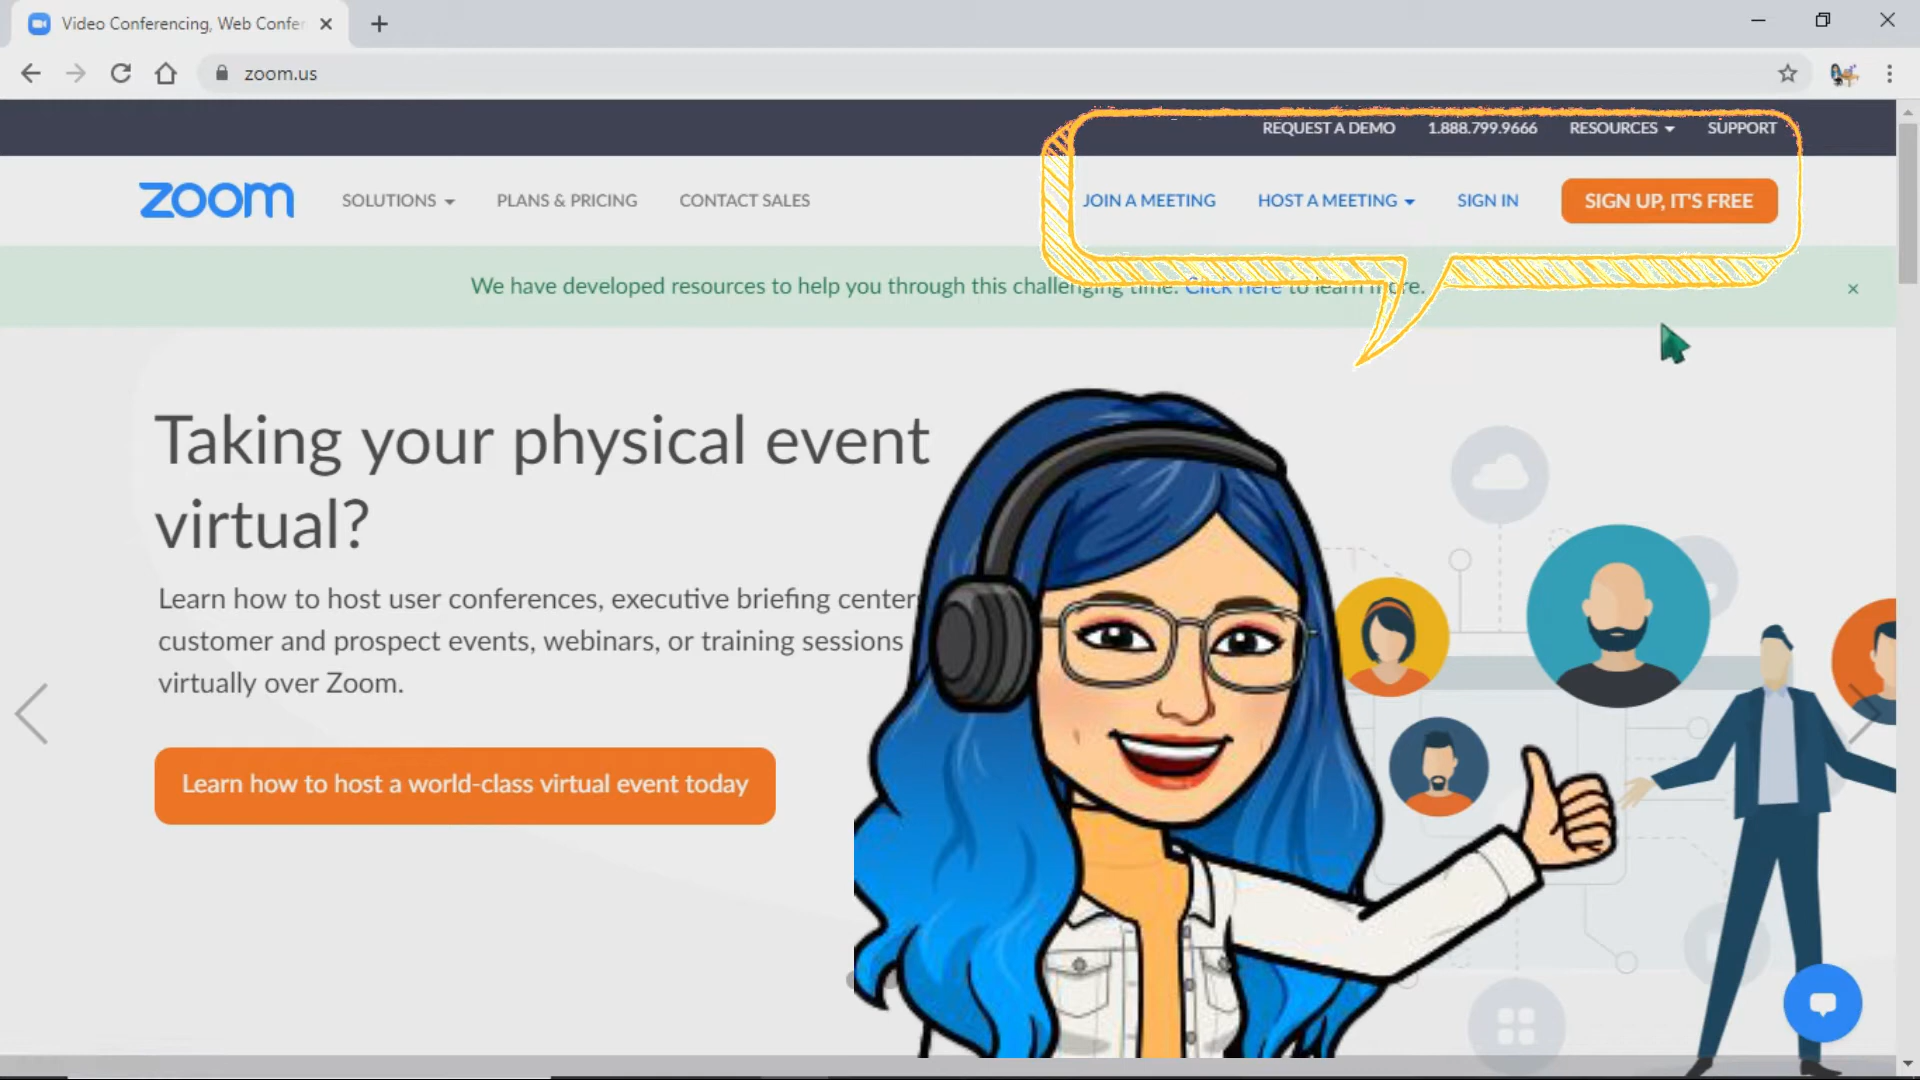 Video Conferencing, Web Confer
zoom.us
REQUEST A DEMO 1.888.799.9666 RESOURCES SUPPORT
zoom SOLUTIONS PLANS & PRICING CONTACT SALES JOIN A MEETING HOST A MEETING SIGN IN SIGN UP, IT'S FREE
We have developed resources to help you through this challenging time. Click here to learn more.
Taking your physical event
virtual?
Learn how to host user conferences, executive briefing centers
customer and prospect events, webinars, or training sessions
virtually over Zoom.
Learn how to host a world-class virtual event today